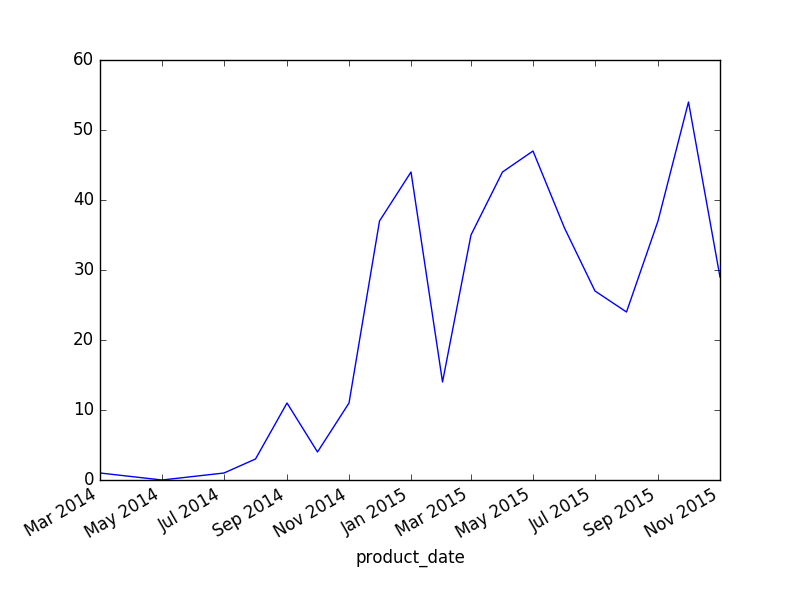 60
50
40
30
20
10
0
Mar 2014
May 2014
Jul 2014
Sep 2014
Nov 2014
Jan 2015
Mar 2015
May 2015
Jul 2015
Sep 2015
Nov 2015
product_date